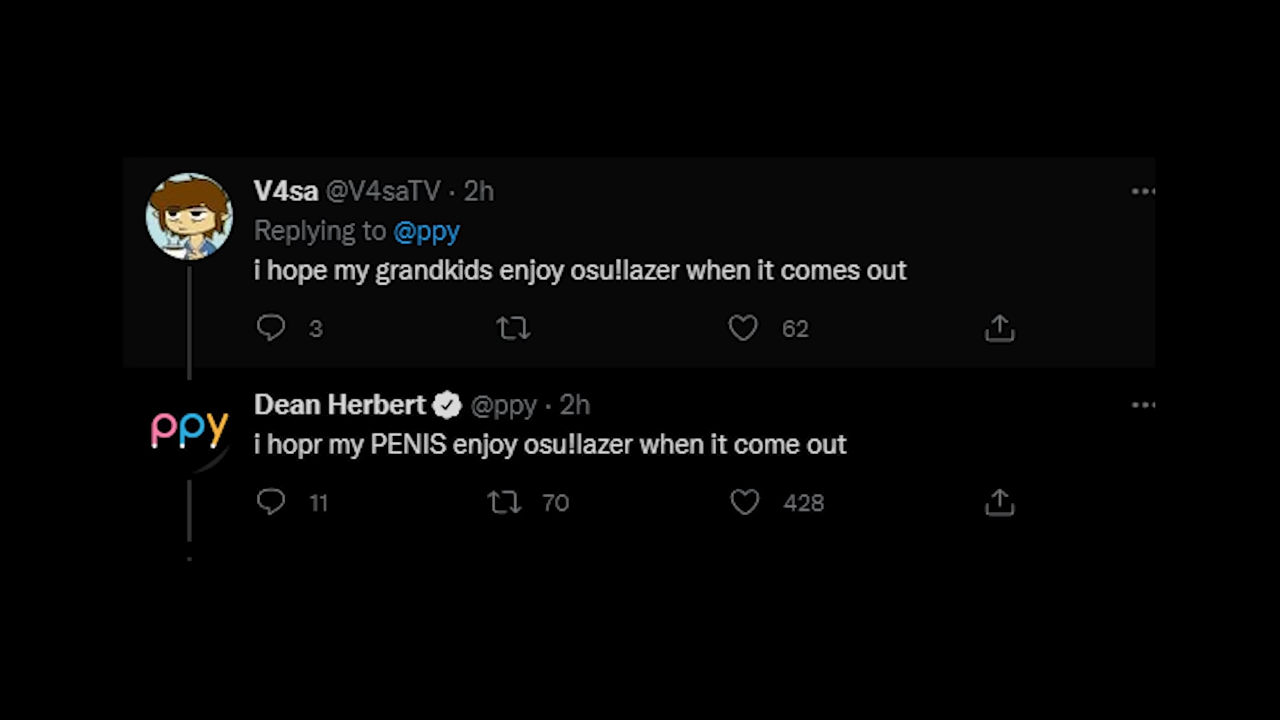 V4sa @V4saTV · 2h
Replying to @ppy
i hope my grandkids enjoy osu!lazer when it comes out
3 62
ppy
Dean Herbert @ppy · 2h
i hopr my PENIS enjoy osu!lazer when it come out
11 70 428